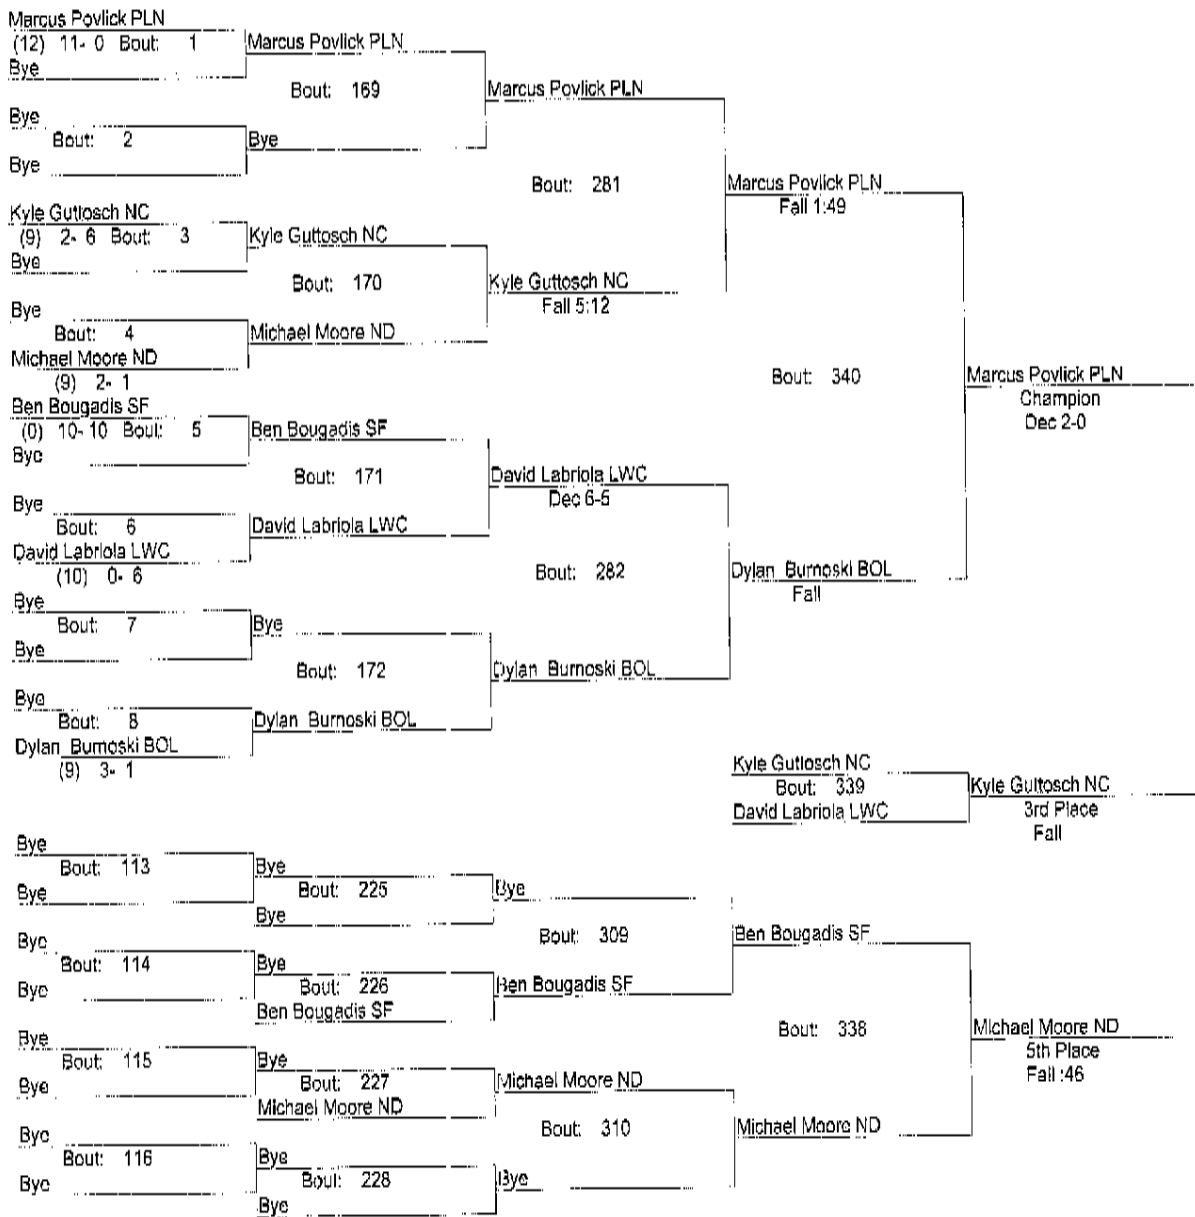 Marcus Povlick PLN
(12) 11- 0 Bout: 1
Bye
Marcus Povlick PLN
Bout: 169
Marcus Povlick PLN
Bye
Bout: 2
Bye
Bye
Bout: 281
Marcus Povlick PLN
Fall 1:49
Kyle Guttosch NC
(9) 2- 6 Bout: 3
Bye
Kyle Guttosch NC
Bout: 170
Kyle Guttosch NC
Fall 5:12
Bye
Bout: 4
Michael Moore ND
Michael Moore ND
(9) 2- 1
Bout: 340
Marcus Povlick PLN
Champion
Dec 2-0
Ben Bougadis SF
(0) 10- 10 Bout: 5
Bye
Ben Bougadis SF
Bout: 171
David Labriola LWC
Dec 6-5
Bye
Bout: 6
David Labriola LWC
David Labriola LWC
(10) 0- 6
Bout: 282
Dylan Burnoski BOL
Fall
Bye
Bout: 7
Bye
Bye
Bout: 172
Dylan Burnoski BOL
Bye
Bout: 8
Dylan Burnoski BOL
Dylan Burnoski BOL
(9) 3- 1
Kyle Guttosch NC
Bout: 339
David Labriola LWC
Kyle Guttosch NC
3rd Place
Fall
Bye
Bout: 113
Bye
Bye
Bout: 225
Bye
Bye
Bout: 309
Ben Bougadis SF
Bye
Bout: 114
Bye
Bye
Bout: 226
Ben Bougadis SF
Ben Bougadis SF
Bout: 338
Michael Moore ND
5th Place
Fall :46
Bye
Bout: 115
Bye
Bye
Bout: 227
Michael Moore ND
Michael Moore ND
Bout: 310
Michael Moore ND
Bye
Bout: 116
Bye
Bye
Bout: 228
Bye
Bye